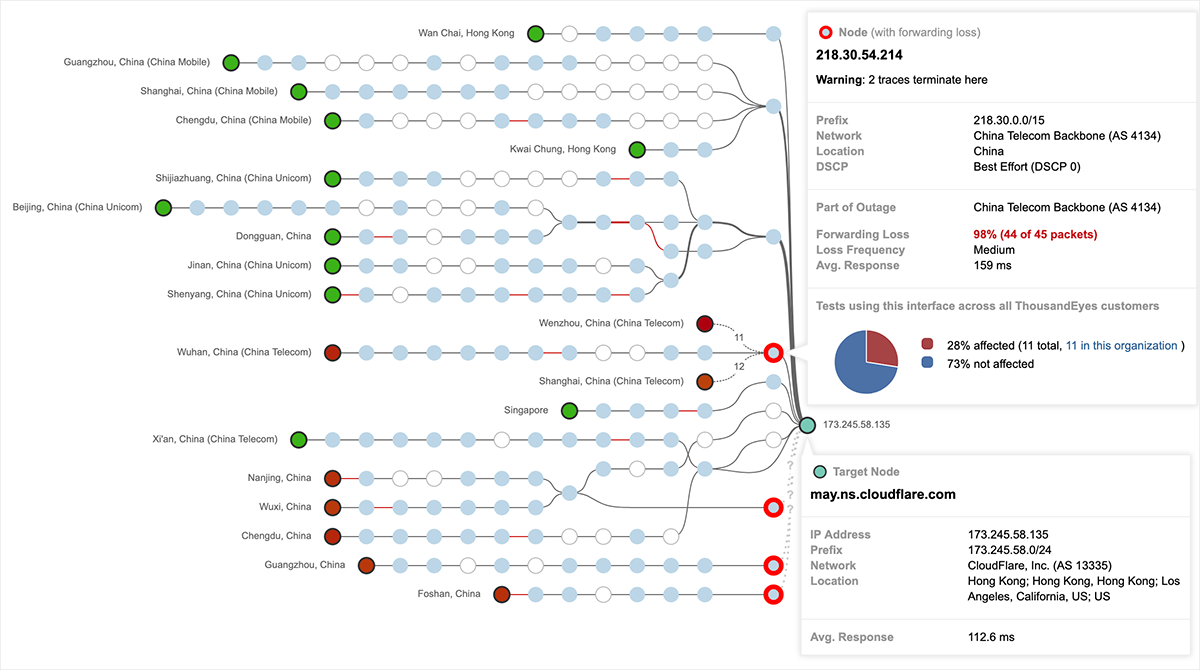 Wan Chai, Hong Kong
Guangzhou, China (China Mobile)
Shanghai, China (China Mobile)
Chengdu, China (China Mobile)
Kwai Chung, Hong Kong
Shijiazhuang, China (China Unicom)
Beijing, China (China Unicom)
Dongguan, China
Jinan, China (China Unicom)
Shenyang, China (China Unicom)
Wenzhou, China (China Telecom)
11
Wuhan, China (China Telecom)
12
Shanghai, China (China Telecom)
Singapore
Xi'an, China (China Telecom)
Nanjing, China
Wuxi, China
Chengdu, China
Guangzhou, China
Foshan, China
?
?
?
173.245.58.135
Node (with forwarding loss)
218.30.54.214
Warning: 2 traces terminate here
Prefix 218.30.0.0/15
Network China Telecom Backbone (AS 4134)
Location China
DSCP Best Effort (DSCP 0)
Part of Outage China Telecom Backbone (AS 4134)
Forwarding Loss 98% (44 of 45 packets)
Loss Frequency Medium
Avg. Response 159 ms
Tests using this interface across all ThousandEyes customers
28% affected (11 total, 11 in this organization )
73% not affected
Target Node
may.ns.cloudflare.com
IP Address 173.245.58.135
Prefix 173.245.58.0/24
Network CloudFlare, Inc. (AS 13335)
Location Hong Kong; Hong Kong, Hong Kong; Los
Angeles, California, US; US
Avg. Response 112.6 ms